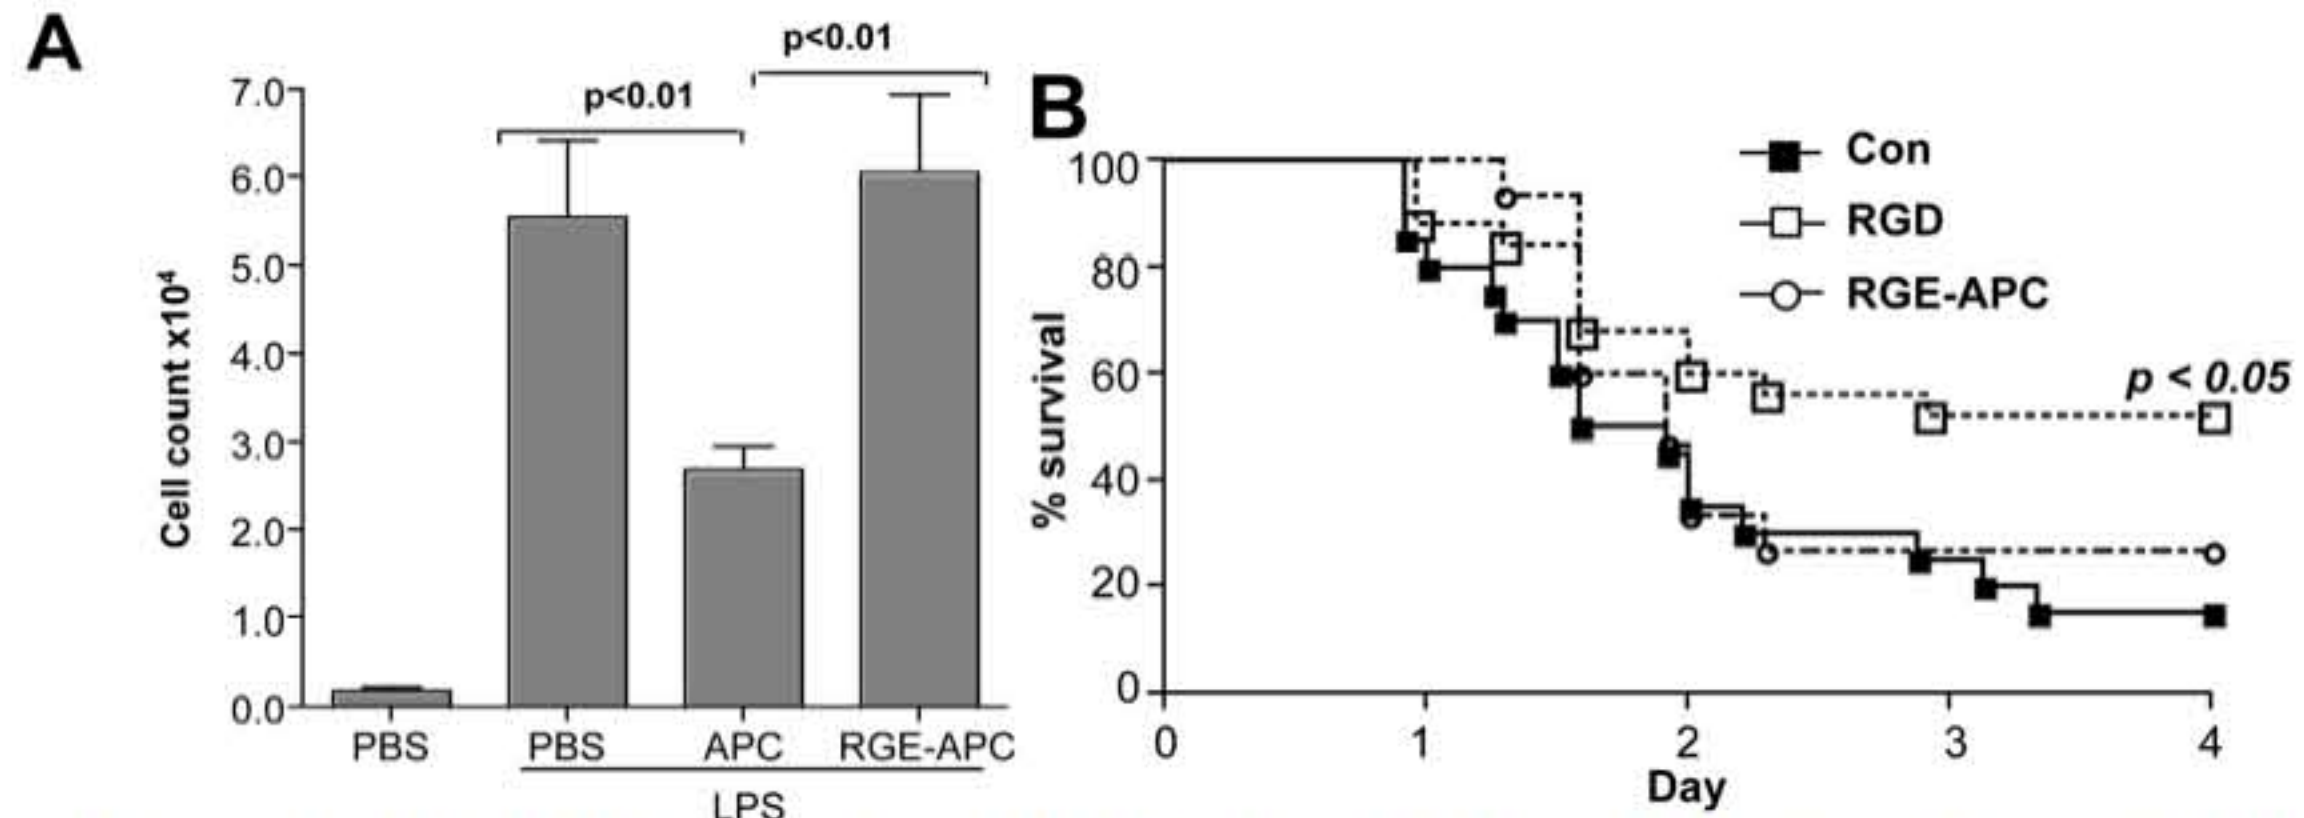 A
p<0.01
p<0.01
7.0
6.0
5.0
4.0
3.0
2.0
1.0
0.0
Cell count x10⁴
PBS PBS APC RGE-APC
LPS
B
Con
RGD
RGE-APC
p < 0.05
100
80
60
40
20
0
% survival
0 1 2 3 4
Day